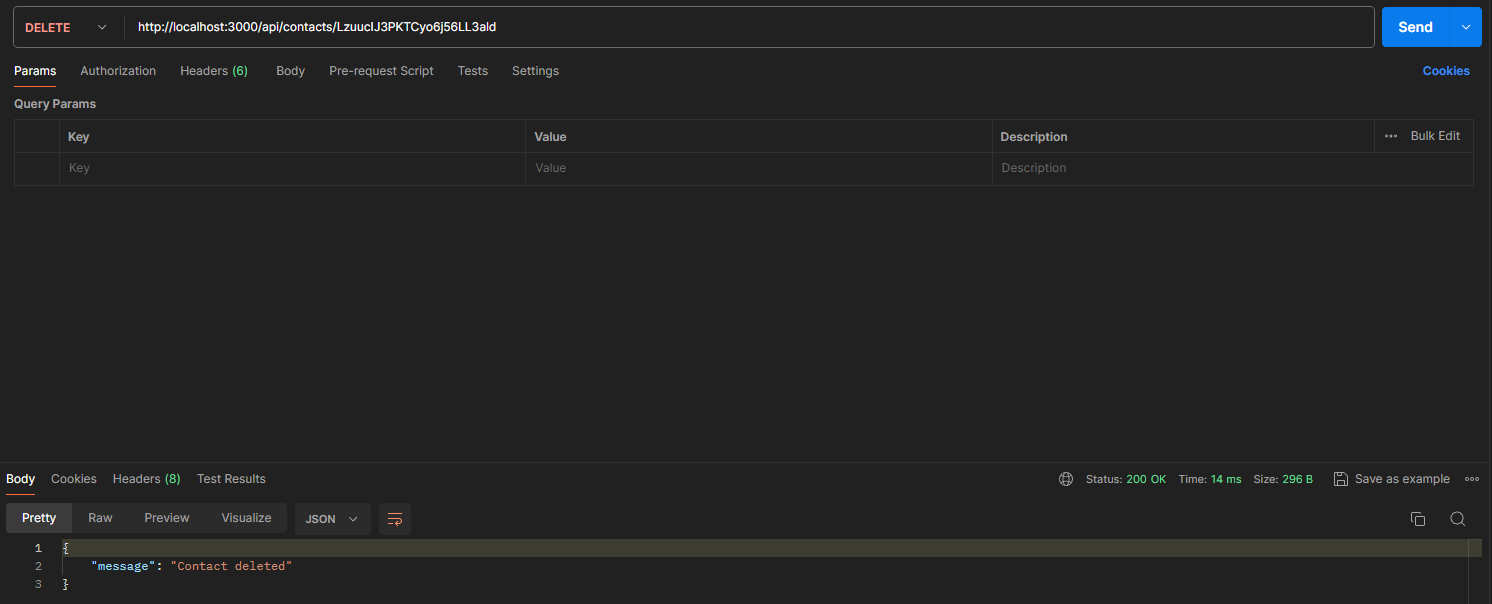 DELETE http://localhost:3000/api/contacts/LzuucIJ3PKTCyo6j56LL3ald Send
Params Authorization Headers (6) Body Pre-request Script Tests Settings Cookies
Query Params
Key Value Description Bulk Edit
Key Value Description
Body Cookies Headers (8) Test Results Status: 200 OK Time: 14 ms Size: 296 B Save as example
Pretty Raw Preview Visualize JSON
1 {
2 "message": "Contact deleted"
3 }